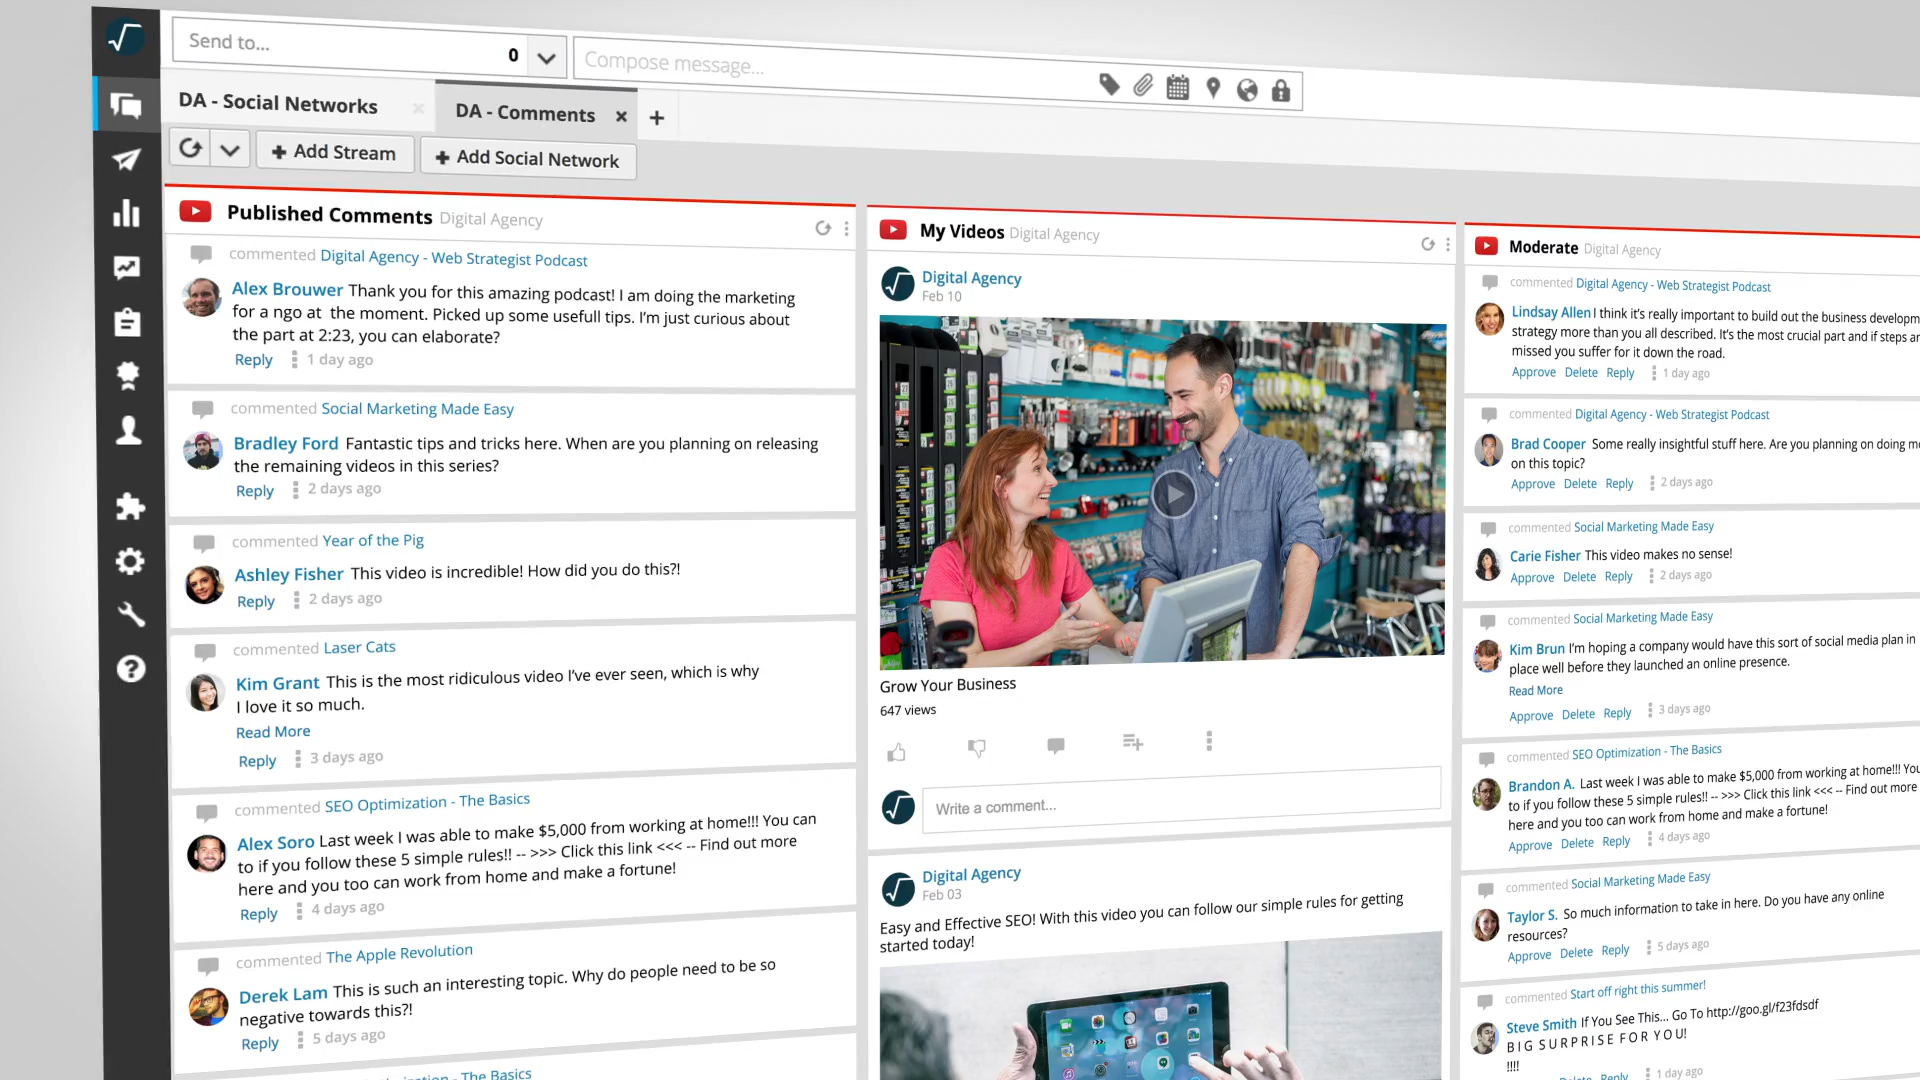 Send to...
0
Compose message...
DA - Social Networks
DA - Comments
Add Stream
Add Social Network
Published Comments Digital Agency
commented Digital Agency - Web Strategist Podcast
Alex Brouwer Thank you for this amazing podcast! I am doing the marketing
for a ngo at the moment. Picked up some usefull tips. I'm just curious about
the part at 2:23, you can elaborate?
Reply 1 day ago
commented Social Marketing Made Easy
Bradley Ford Fantastic tips and tricks here. When are you planning on releasing
the remaining videos in this series?
Reply 2 days ago
commented Year of the Pig
Ashley Fisher This video is incredible! How did you do this?!
Reply 2 days ago
commented Laser Cats
Kim Grant This is the most ridiculous video I've ever seen, which is why
I love it so much.
Read More
Reply 3 days ago
commented SEO Optimization - The Basics
Alex Soro Last week I was able to make $5,000 from working at home!!! You can
to if you follow these 5 simple rules!! -- >>> Click this link <<< -- Find out more
here and you too can work from home and make a fortune!
Reply 4 days ago
commented The Apple Revolution
Derek Lam This is such an interesting topic. Why do people need to be so
negative towards this?!
Reply 5 days ago
- The Basics
My Videos Digital Agency
Digital Agency
Feb 10
Grow Your Business
647 views
Write a comment...
Digital Agency
Feb 03
Easy and Effective SEO! With this video you can follow our simple rules for getting
started today!
Moderate Digital Agency
commented Digital Agency - Web Strategist Podcast
Lindsay Allen I think it's really important to build out the business developm
strategy more than you all described. It's the most crucial part and if steps ar
missed you suffer for it down the road.
Approve Delete Reply 1 day ago
commented Digital Agency - Web Strategist Podcast
Brad Cooper Some really insightful stuff here. Are you planning on doing mo
on this topic?
Approve Delete Reply 2 days ago
commented Social Marketing Made Easy
Carie Fisher This video makes no sense!
Approve Delete Reply 2 days ago
commented Social Marketing Made Easy
Kim Brun I'm hoping a company would have this sort of social media plan in
place well before they launched an online presence.
Read More
Approve Delete Reply 3 days ago
commented SEO Optimization - The Basics
Brandon A. Last week I was able to make $5,000 from working at home!!! You
to if you follow these 5 simple rules!! -- >>> Click this link <<< -- Find out more
here and you too can work from home and make a fortune!
Approve Delete Reply 4 days ago
commented Social Marketing Made Easy
Taylor S. So much information to take in here. Do you have any online
resources?
Approve Delete Reply 5 days ago
commented Start off right this summer!
Steve Smith If You See This... Go To http://goo.gl/f23fdsdf
B I G S U R P R I S E F O R Y O U!
!!!!
Delete Reply 1 day ago